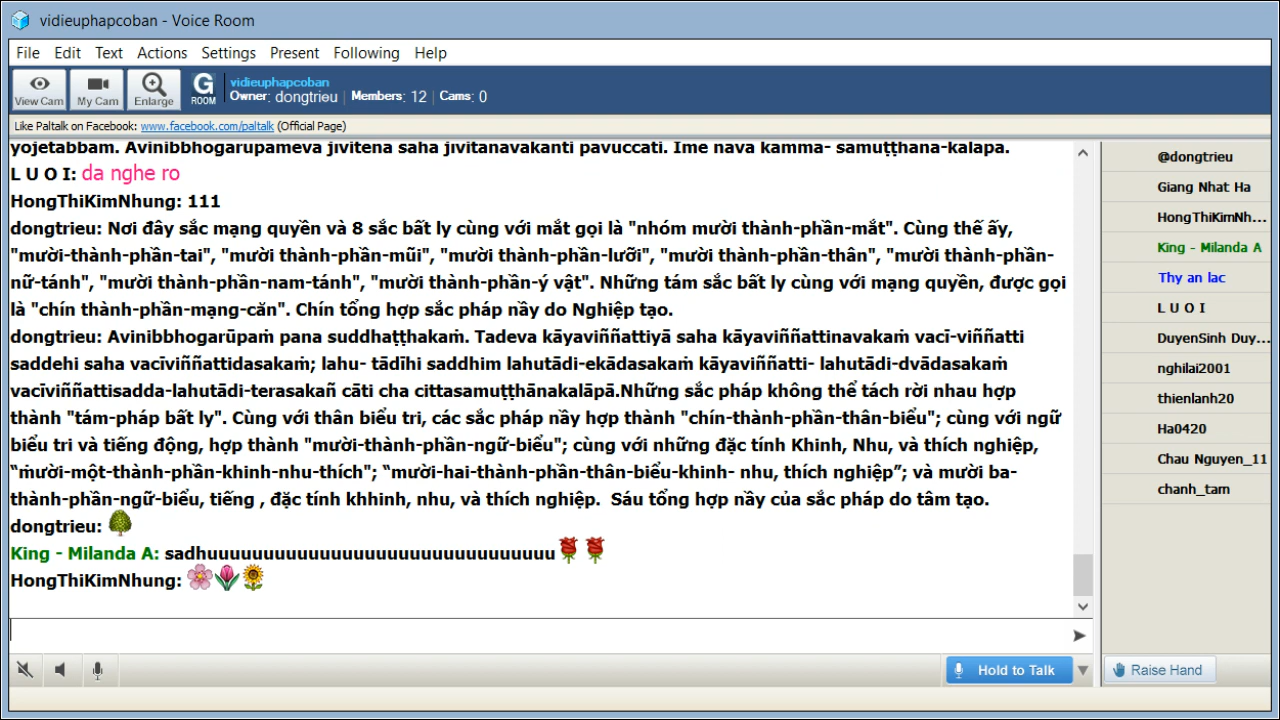 vidieuphapcoban - Voice Room
File Edit Text Actions Settings Present Following Help
View Cam My Cam Enlarge G ROOM vidieuphapcoban
Owner: dongtrieu | Members: 12 | Cams: 0
Like Paltalk on Facebook: www.facebook.com/paltalk (Official Page)
yojetabbaṁ. Avinibbhogarūpameva jīvitena saha jīvitanavakanti pavuccati. Ime nava kamma- samuṭṭhāna-kalāpā.
L U O I: da nghe ro
HongThiKimNhung: 111
dongtrieu: Nơi đây sắc mạng quyền và 8 sắc bất ly cùng với mắt gọi là "nhóm mười thành-phần-mắt". Cùng thế ấy,
"mười-thành-phần-tai", "mười thành-phần-mũi", "mười thành-phần-lưỡi", "mười thành-phần-thân", "mười thành-phần-
nữ-tánh", "mười thành-phần-nam-tánh", "mười thành-phần-ý vật". Những tám sắc bất ly cùng với mạng quyền, được gọi
là "chín thành-phần-mạng-căn". Chín tổng hợp sắc pháp nầy do Nghiệp tạo.
dongtrieu: Avinibbhogarūpaṁ pana suddhaṭṭhakaṁ. Tadeva kāyaviññattiyā saha kāyaviññattinavakaṁ vacī-viññatti
saddehi saha vacīviññattidasakaṁ; lahu- tādīhi saddhim lahutādi-ekādasakaṁ kāyaviññatti- lahutādi-dvādasakaṁ
vacīviññattisadda-lahutādi-terasakañ cāti cha cittasamuṭṭhānakalāpā.Những sắc pháp không thể tách rời nhau hợp
thành "tám-pháp bất ly". Cùng với thân biểu tri, các sắc pháp nầy hợp thành "chín-thành-phần-thân-biểu"; cùng với ngữ
biểu tri và tiếng động, hợp thành "mười-thành-phần-ngữ-biểu"; cùng với những đặc tính Khinh, Nhu, và thích nghiệp,
“mười-một-thành-phần-khinh-nhu-thích"; “mười-hai-thành-phần-thân-biểu-khinh- nhu, thích nghiệp”; và mười ba-
thành-phần-ngữ-biểu, tiếng , đặc tính khhinh, nhu, và thích nghiệp. Sáu tổng hợp nầy của sắc pháp do tâm tạo.
dongtrieu:
King - Milanda A: sadhuuuuuuuuuuuuuuuuuuuuuuuuuuuuuuu
HongThiKimNhung:
Hold to Talk
@dongtrieu
Giang Nhat Ha
HongThiKimNh...
King - Milanda A
Thy an lac
L U O I
DuyenSinh Duy...
nghilai2001
thienlanh20
Ha0420
Chau Nguyen_11
chanh_tam
Raise Hand